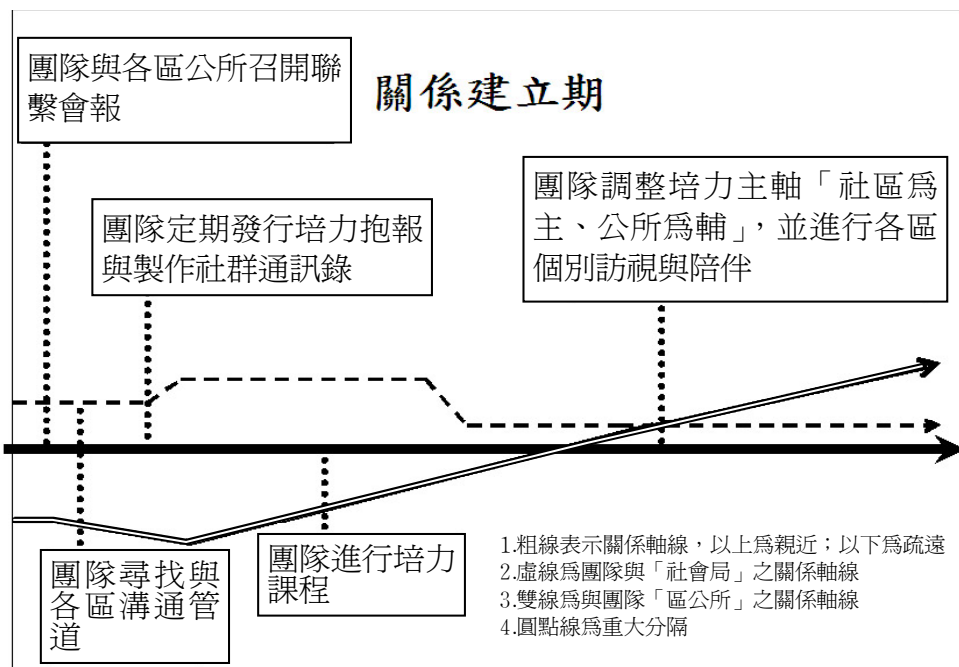 團隊與各區公所召開聯
繫會報
關係建立期
團隊定期發行培力抱報
與製作社群通訊錄
團隊調整培力主軸「社區爲
主、公所爲輔」，並進行各區
個別訪視與陪伴
團隊尋找與
各區溝通管
道
團隊進行培力
課程
1.粗線表示關係軸線，以上爲親近；以下爲疏遠
2.虛線爲團隊與「社會局」之關係軸線
3.雙線爲與團隊「區公所」之關係軸線
4.圓點線爲重大分隔